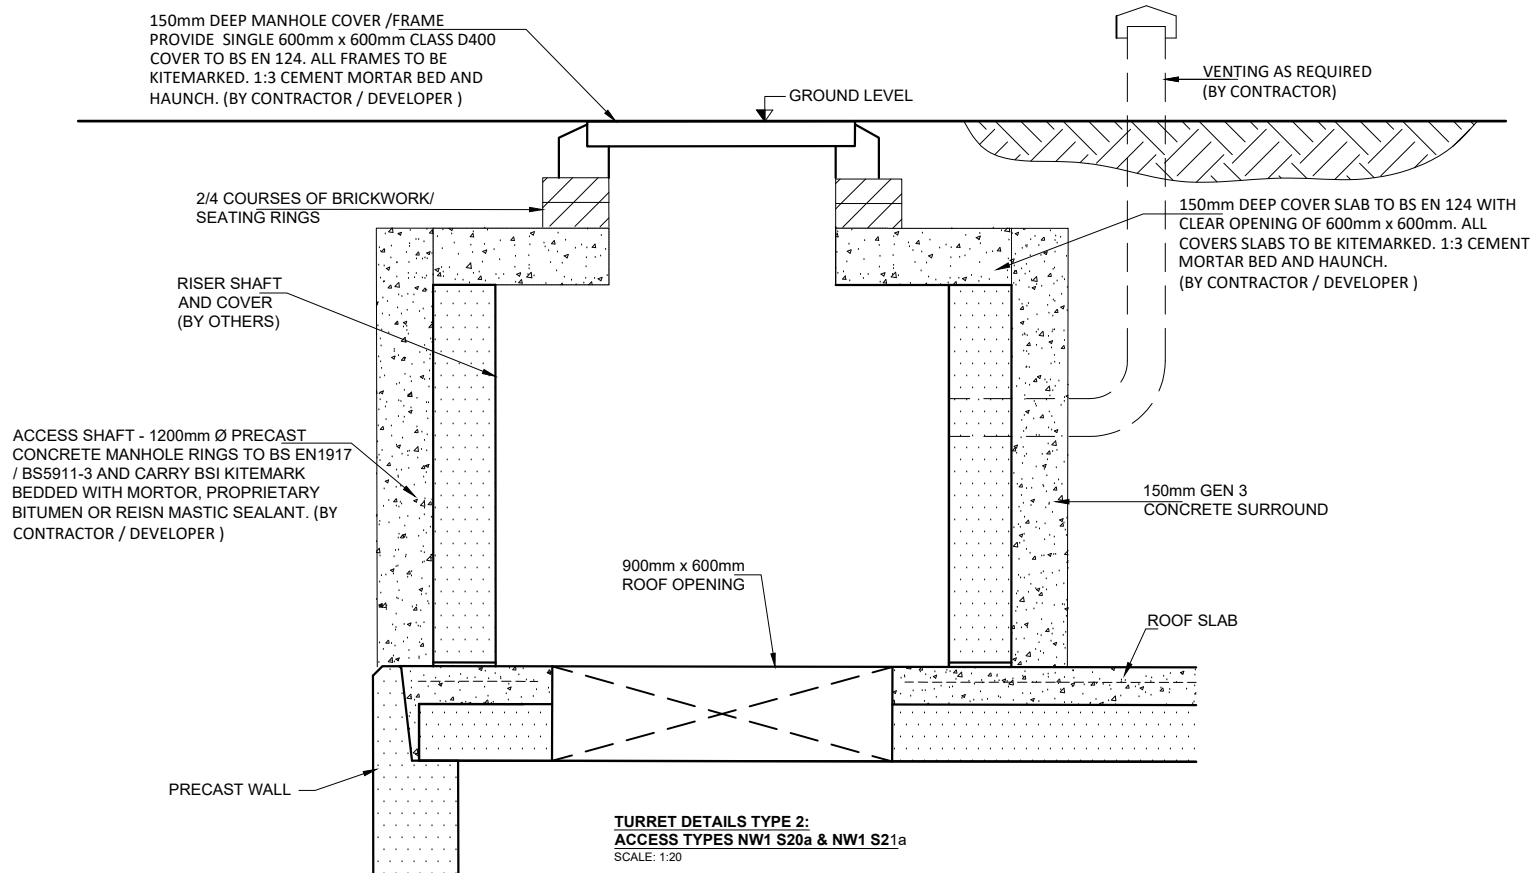 150mm DEEP MANHOLE COVER /FRAME
PROVIDE SINGLE 600mm x 600mm CLASS D400
COVER TO BS EN 124. ALL FRAMES TO BE
KITEMARKED. 1:3 CEMENT MORTAR BED AND
HAUNCH. (BY CONTRACTOR / DEVELOPER )
GROUND LEVEL
VENTING AS REQUIRED
(BY CONTRACTOR)
2/4 COURSES OF BRICKWORK/
SEATING RINGS
150mm DEEP COVER SLAB TO BS EN 124 WITH
CLEAR OPENING OF 600mm x 600mm. ALL
COVERS SLABS TO BE KITEMARKED. 1:3 CEMENT
MORTAR BED AND HAUNCH.
(BY CONTRACTOR / DEVELOPER )
RISER SHAFT
AND COVER
(BY OTHERS)
ACCESS SHAFT - 1200mm Ø PRECAST
CONCRETE MANHOLE RINGS TO BS EN1917
/ BS5911-3 AND CARRY BSI KITEMARK
BEDDED WITH MORTOR, PROPRIETARY
BITUMEN OR REISN MASTIC SEALANT. (BY
CONTRACTOR / DEVELOPER )
150mm GEN 3
CONCRETE SURROUND
900mm x 600mm
ROOF OPENING
ROOF SLAB
PRECAST WALL
TURRET DETAILS TYPE 2:
ACCESS TYPES NW1 S20a & NW1 S21a
SCALE: 1:20